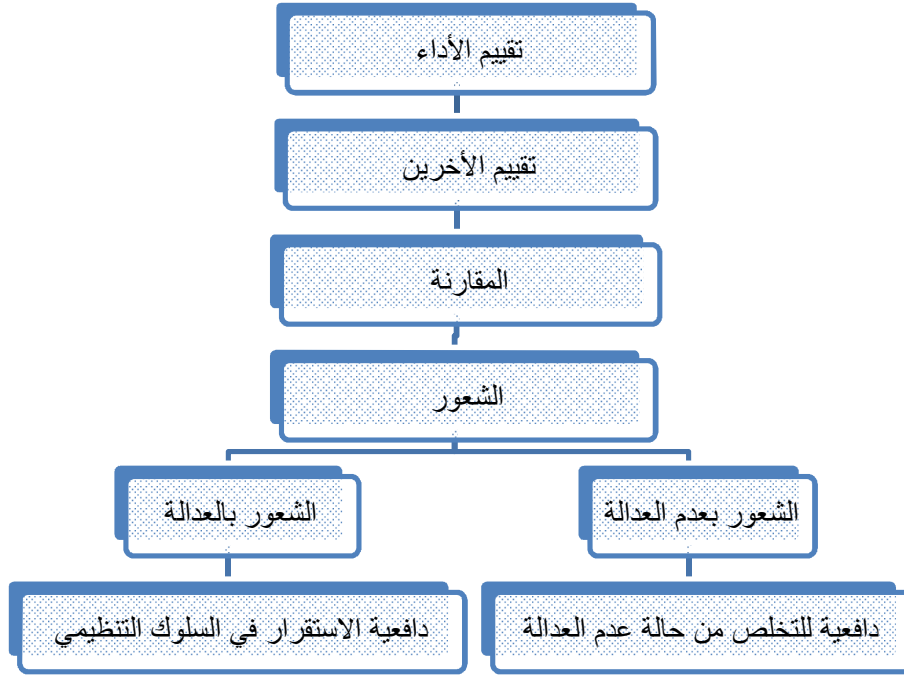 تقييم الأداء
تقييم الأخرين
المقارنة
الشعور
الشعور بعدم العدالة
الشعور بالعدالة
دافعية للتخلص من حالة عدم العدالة
دافعية الاستقرار في السلوك التنظيمي